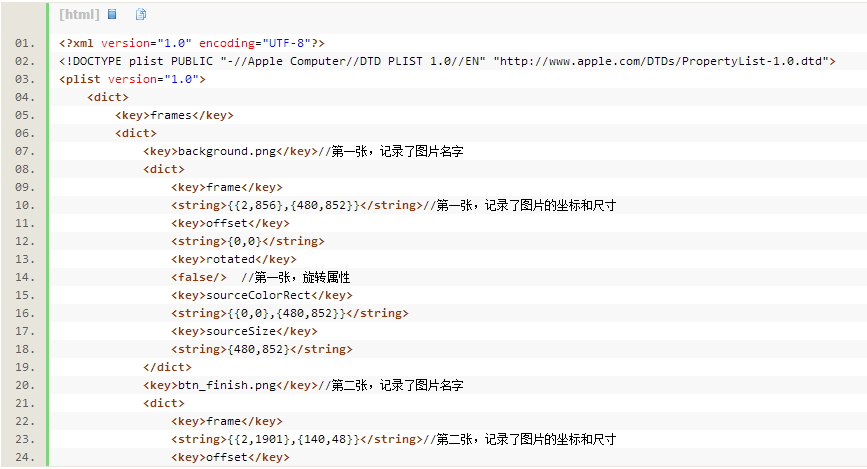 [html]
01. <?xml version="1.0" encoding="UTF-8"?>
02. <!DOCTYPE plist PUBLIC "-//Apple Computer//DTD PLIST 1.0//EN" "http://www.apple.com/DTDs/PropertyList-1.0.dtd">
03. <plist version="1.0">
04.     <dict>
05.         <key>frames</key>
06.         <dict>
07.             <key>background.png</key>//第一张，记录了图片名字
08.             <dict>
09.                 <key>frame</key>
10.                 <string>{{2,856},{480,852}}</string>//第一张，记录了图片的坐标和尺寸
11.                 <key>offset</key>
12.                 <string>{0,0}</string>
13.                 <key>rotated</key>
14.                 <false/>  //第一张，旋转属性
15.                 <key>sourceColorRect</key>
16.                 <string>{{0,0},{480,852}}</string>
17.                 <key>sourceSize</key>
18.                 <string>{480,852}</string>
19.             </dict>
20.             <key>btn_finish.png</key>//第二张，记录了图片名字
21.             <dict>
22.                 <key>frame</key>
23.                 <string>{{2,1901},{140,48}}</string>//第二张，记录了图片的坐标和尺寸
24.                 <key>offset</key>